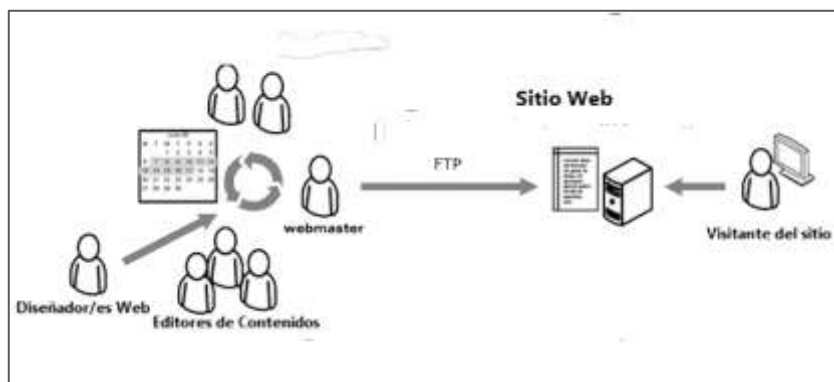 Sitio Web
FTP
webmaster
Visitante del sitio
Diseñador/es Web
Editores de Contenidos